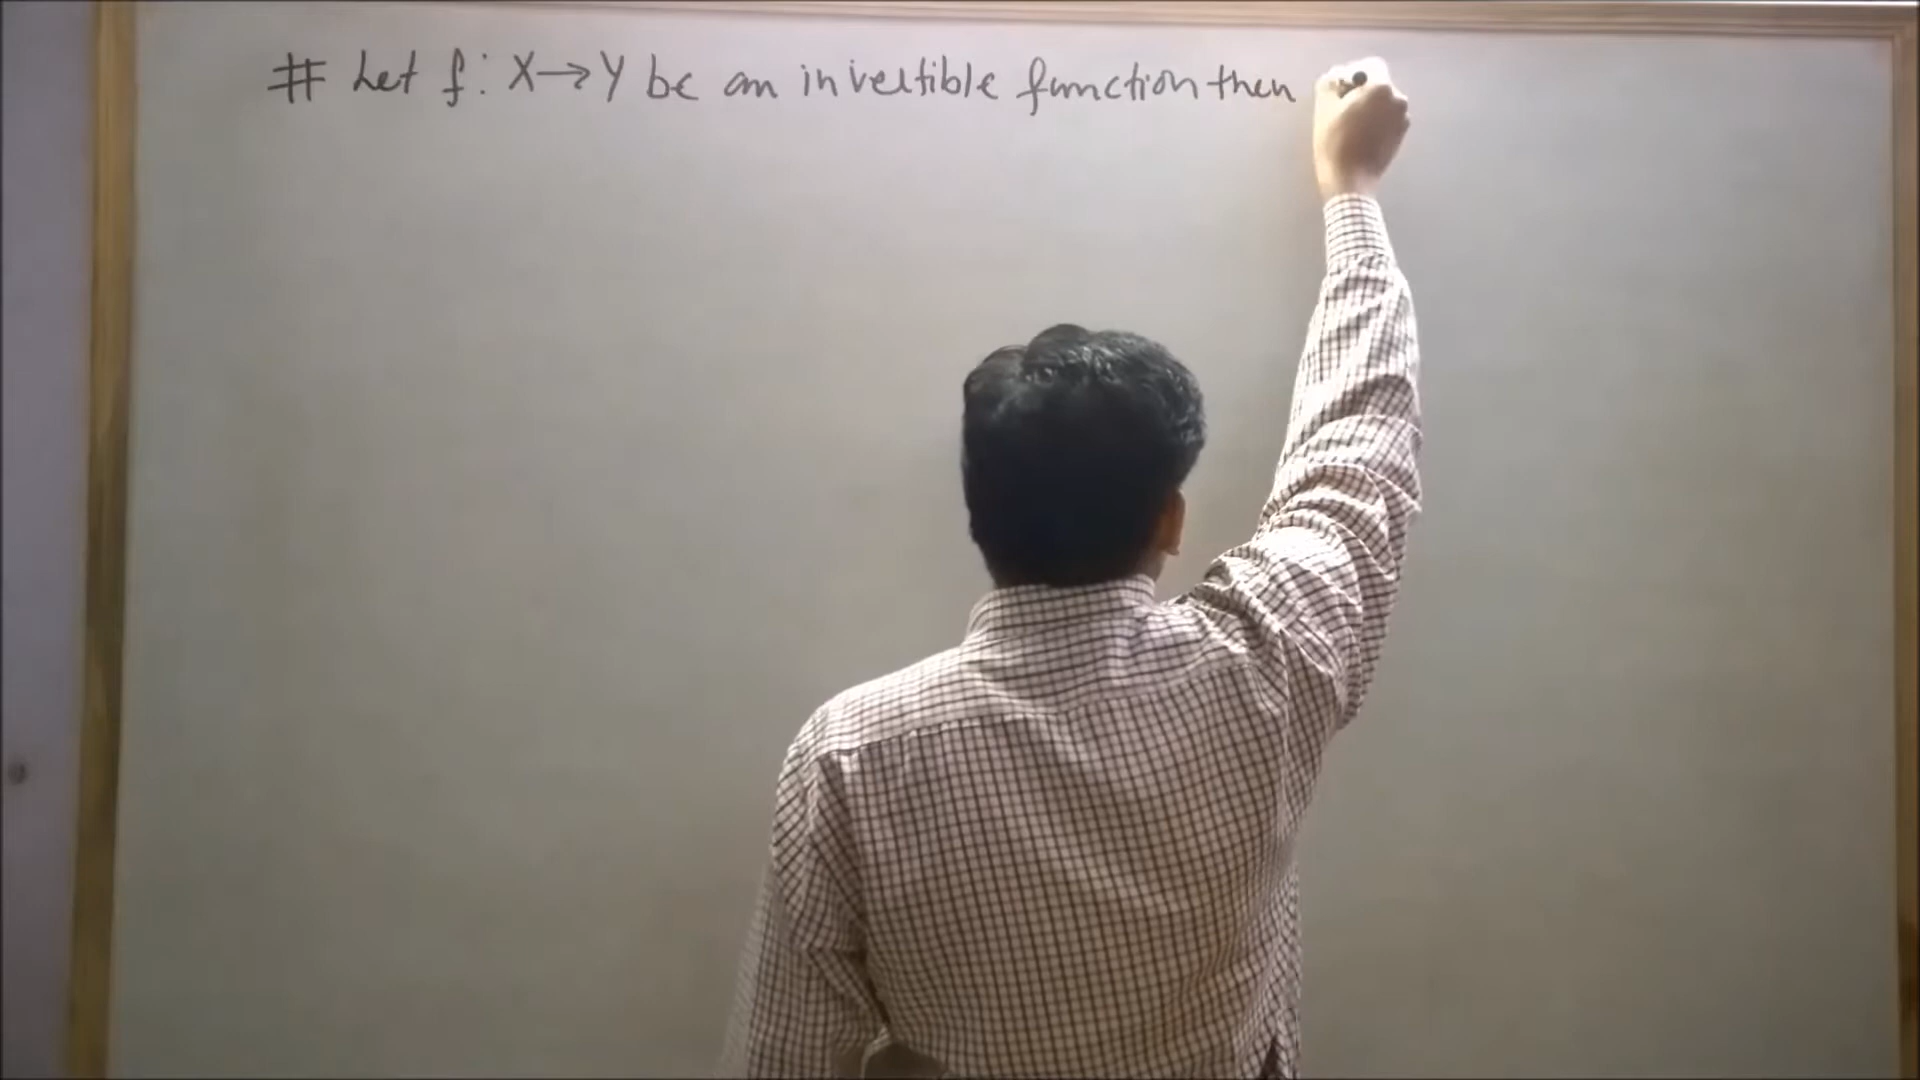 # Let f: X→Y be an invertible function then